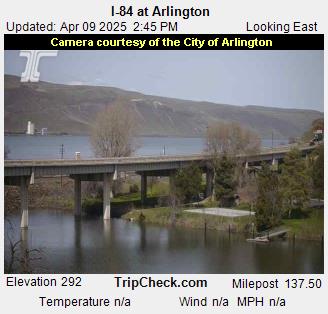 I-84 at Arlington
Updated: Apr 09 2025 2:45 PM Looking East
Camera courtesy of the City of Arlington
Elevation 292 TripCheck.com Milepost 137.50
Temperature n/a Wind n/a MPH n/a